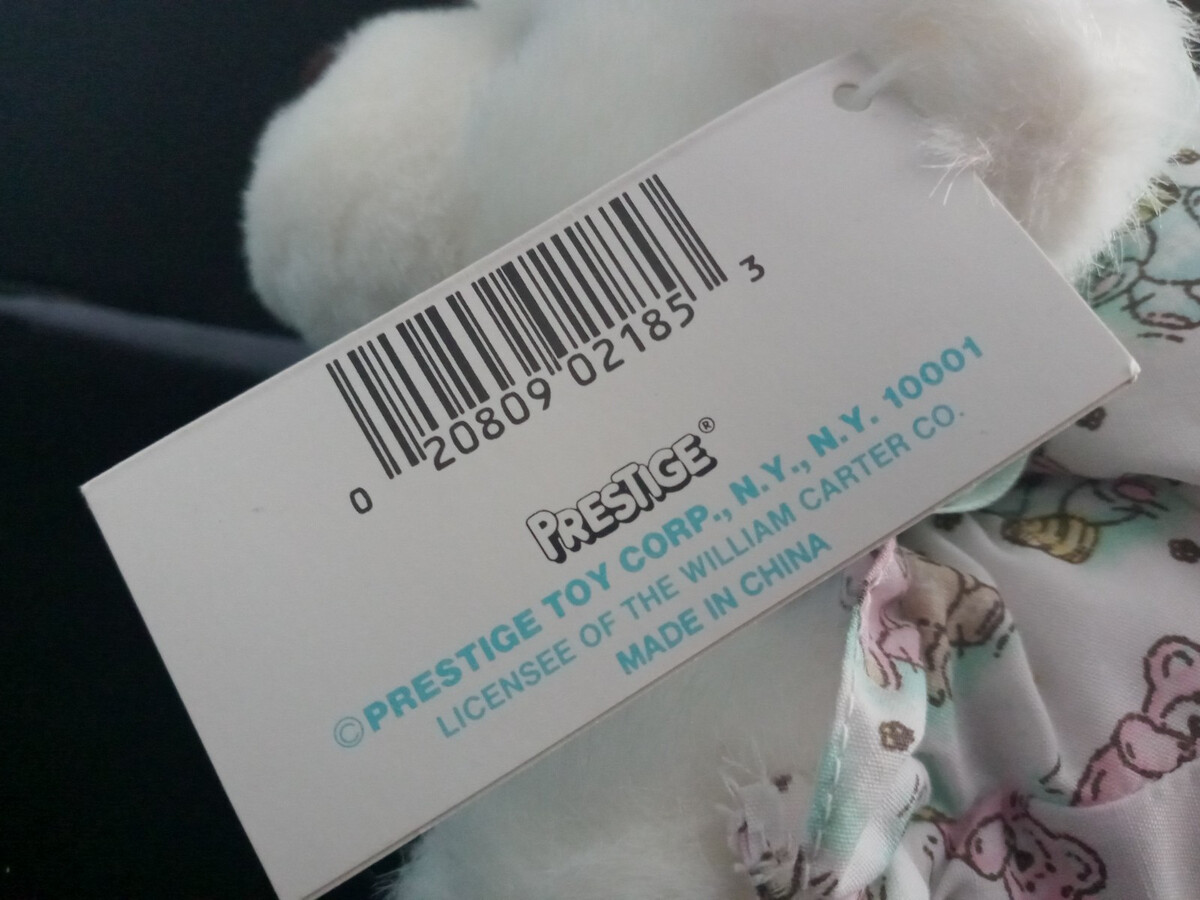 0 20809 02185 3
PRESTIGE®
©PRESTIGE TOY CORP., N.Y., N.Y. 10001
LICENSEE OF THE WILLIAM CARTER CO.
MADE IN CHINA